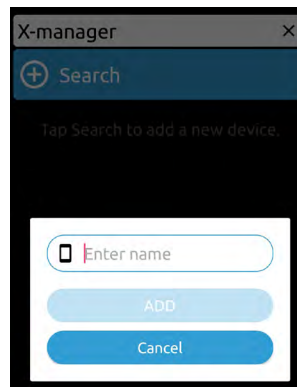 X-manager
Search
Tap Search to add a new device.
Enter name
ADD
Cancel